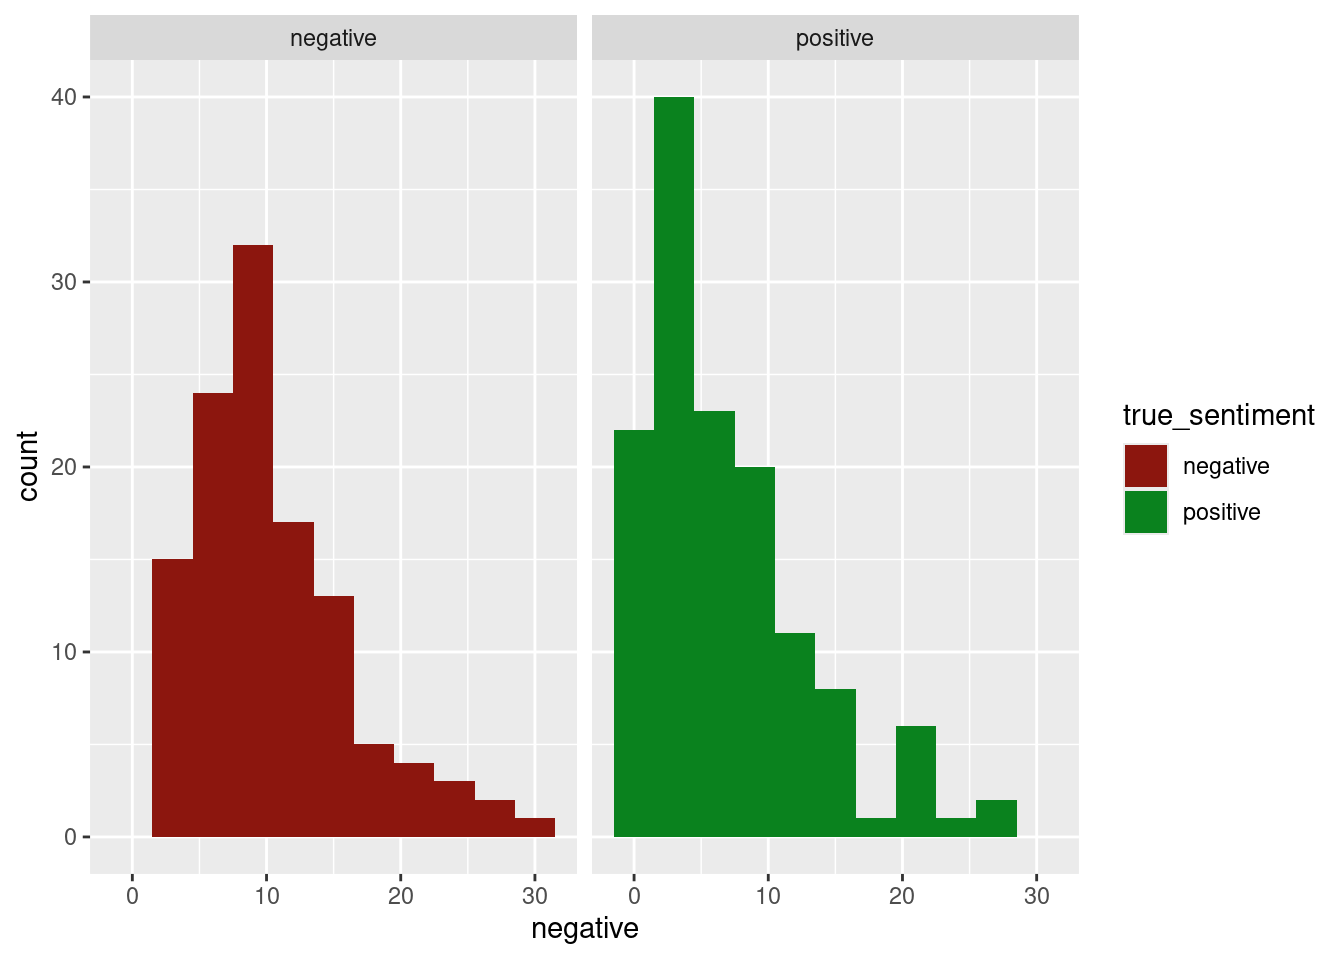 negative positive
40
30
20
10
0
count
0 10 20 30 0 10 20 30
negative
true_sentiment
negative
positive